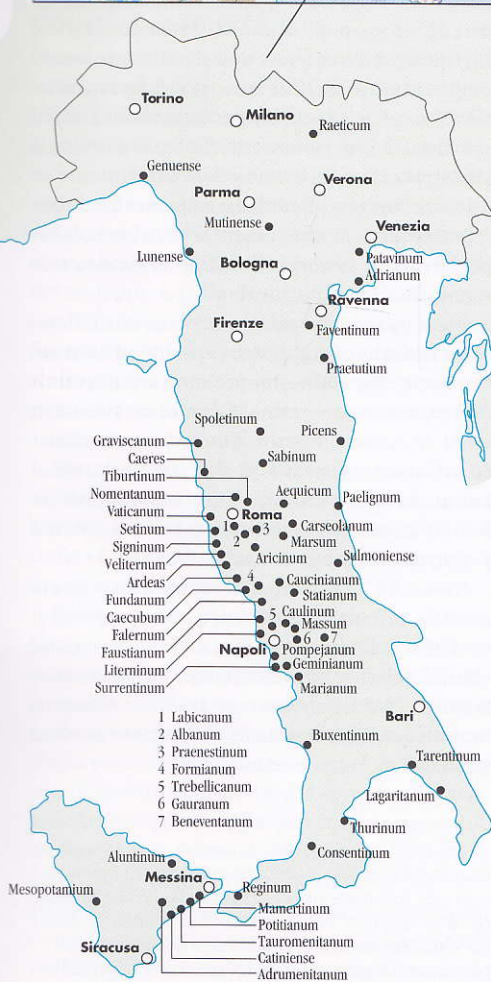 Torino
Milano
Raeticum
Genuense
Verona
Parma
Mutinense
Venezia
Lunense
Patavinum
Bologna
Adrianum
Ravenna
Firenze
Faventinum
Praetutium
Spoletinum
Picens
Graviscanum
Caeres
Sabinum
Tiburtinum
Nomentanum
Aequicum
Paelignum
Vaticanum
Roma
Setinum
1
2
3
Carseolanum
Signinum
Marsum
Veliternum
Aricinum
Sulmoniense
Ardeas
4
Caucinianum
Fundanum
Statianum
Caecubum
Caulinum
Falernum
5
Massum
Faustianum
Napoli
6
7
Pompejanum
Literninum
Geminianum
Surrentinum
Marianum
1 Labicanum
2 Albanum
3 Praenestinum
4 Formianum
5 Trebellicanum
6 Gauranum
7 Beneventanum
Bari
Buxentinum
Tarentinum
Lagaritanum
Thurinum
Consentinum
Aluntinum
Messina
Mesopotamium
Reginum
Mamertinum
Potitianum
Tauromenitanum
Siracusa
Catiniense
Adrumenitanum